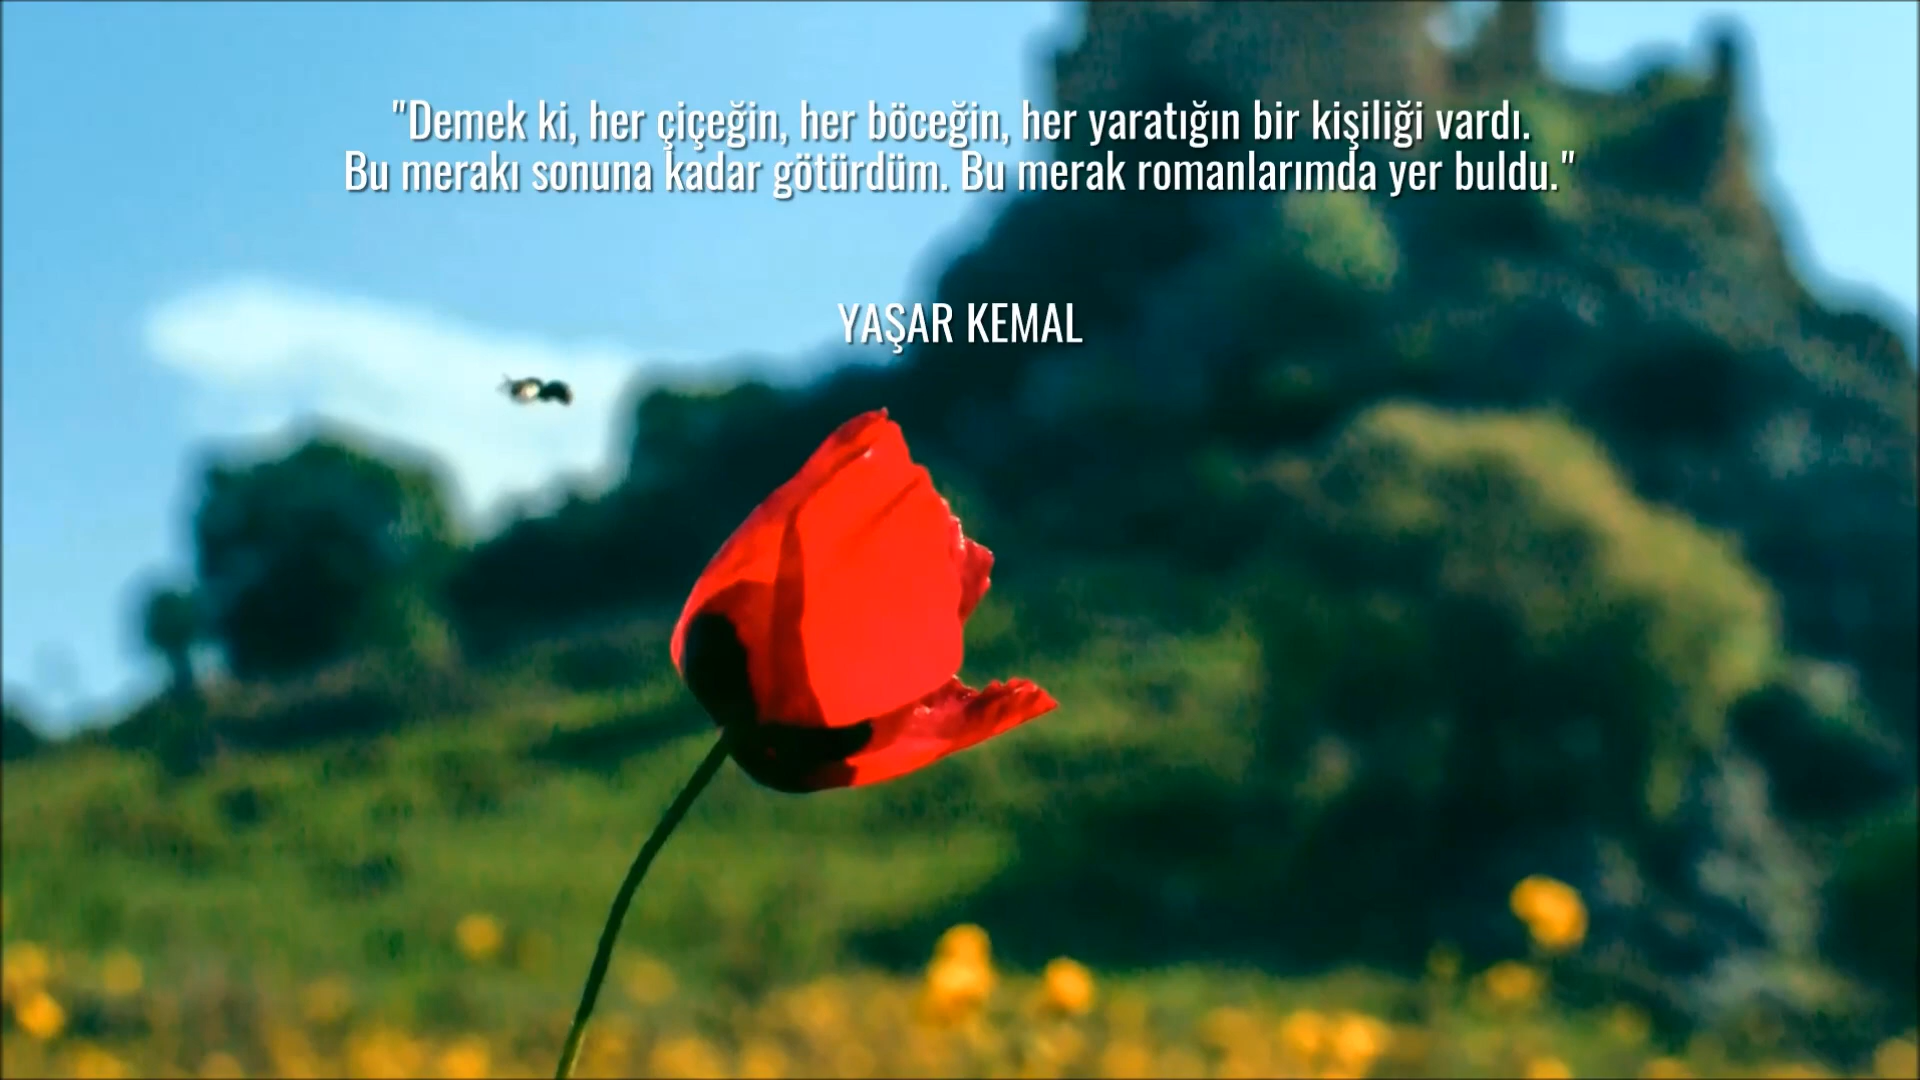 "Demek ki, her çiçeğin, her böceğin, her yaratığın bir kişiliği vardı.
Bu merakı sonuna kadar götürdüm. Bu merak romanlarımda yer buldu."
YAŞAR KEMAL